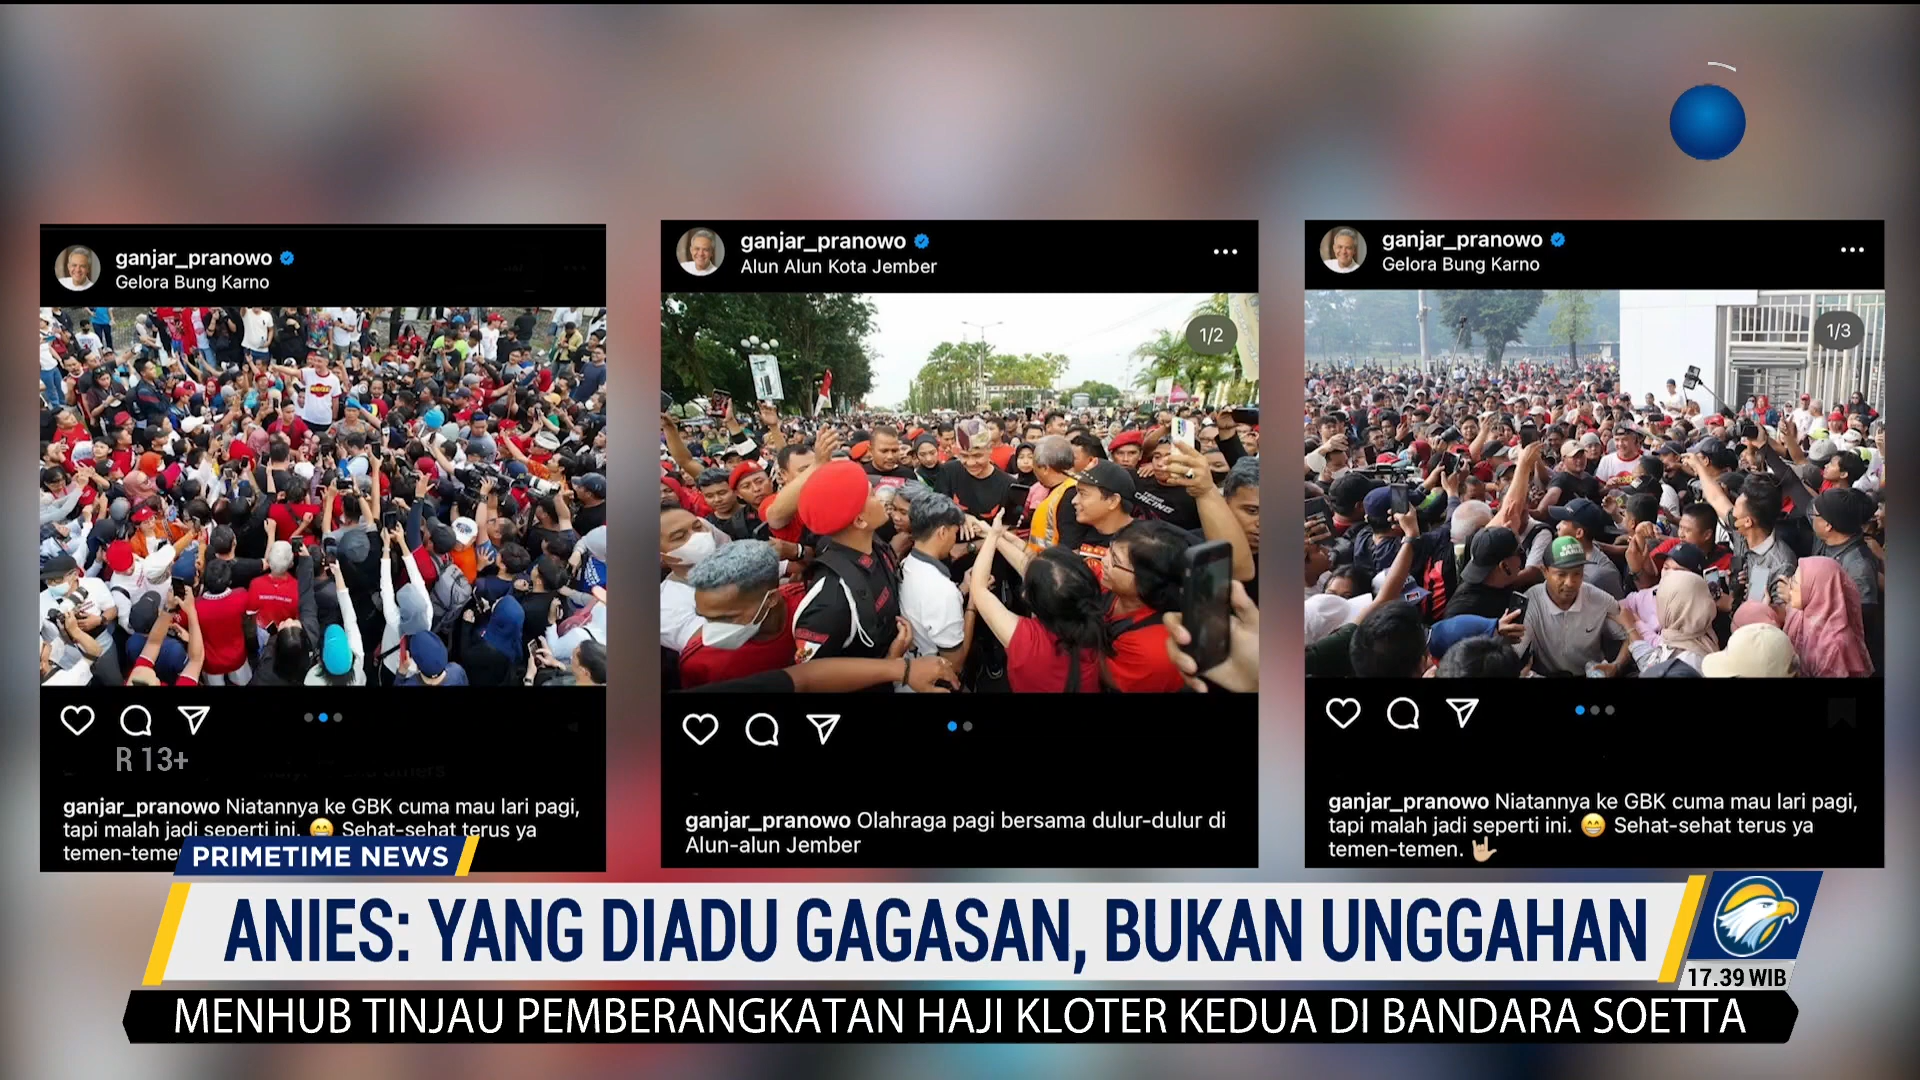 ganjar_pranowo
Gelora Bung Karno
R 13+
ganjar_pranowo Niatannya ke GBK cuma mau lari pagi,
tapi malah jadi seperti ini. 😁 Sehat-sehat terus ya
ganjar_pranowo
Alun Alun Kota Jember
1/2
ganjar_pranowo Olahraga pagi bersama dulur-dulur di
Alun-alun Jember
ganjar_pranowo
Gelora Bung Karno
1/3
ganjar_pranowo Niatannya ke GBK cuma mau lari pagi,
tapi malah jadi seperti ini. 😁 Sehat-sehat terus ya
temen-temen. 🤟🏼
PRIMETIME NEWS
ANIES: YANG DIADU GAGASAN, BUKAN UNGGAHAN
17.39 WIB
MENHUB TINJAU PEMBERANGKATAN HAJI KLOTER KEDUA DI BANDARA SOETTA